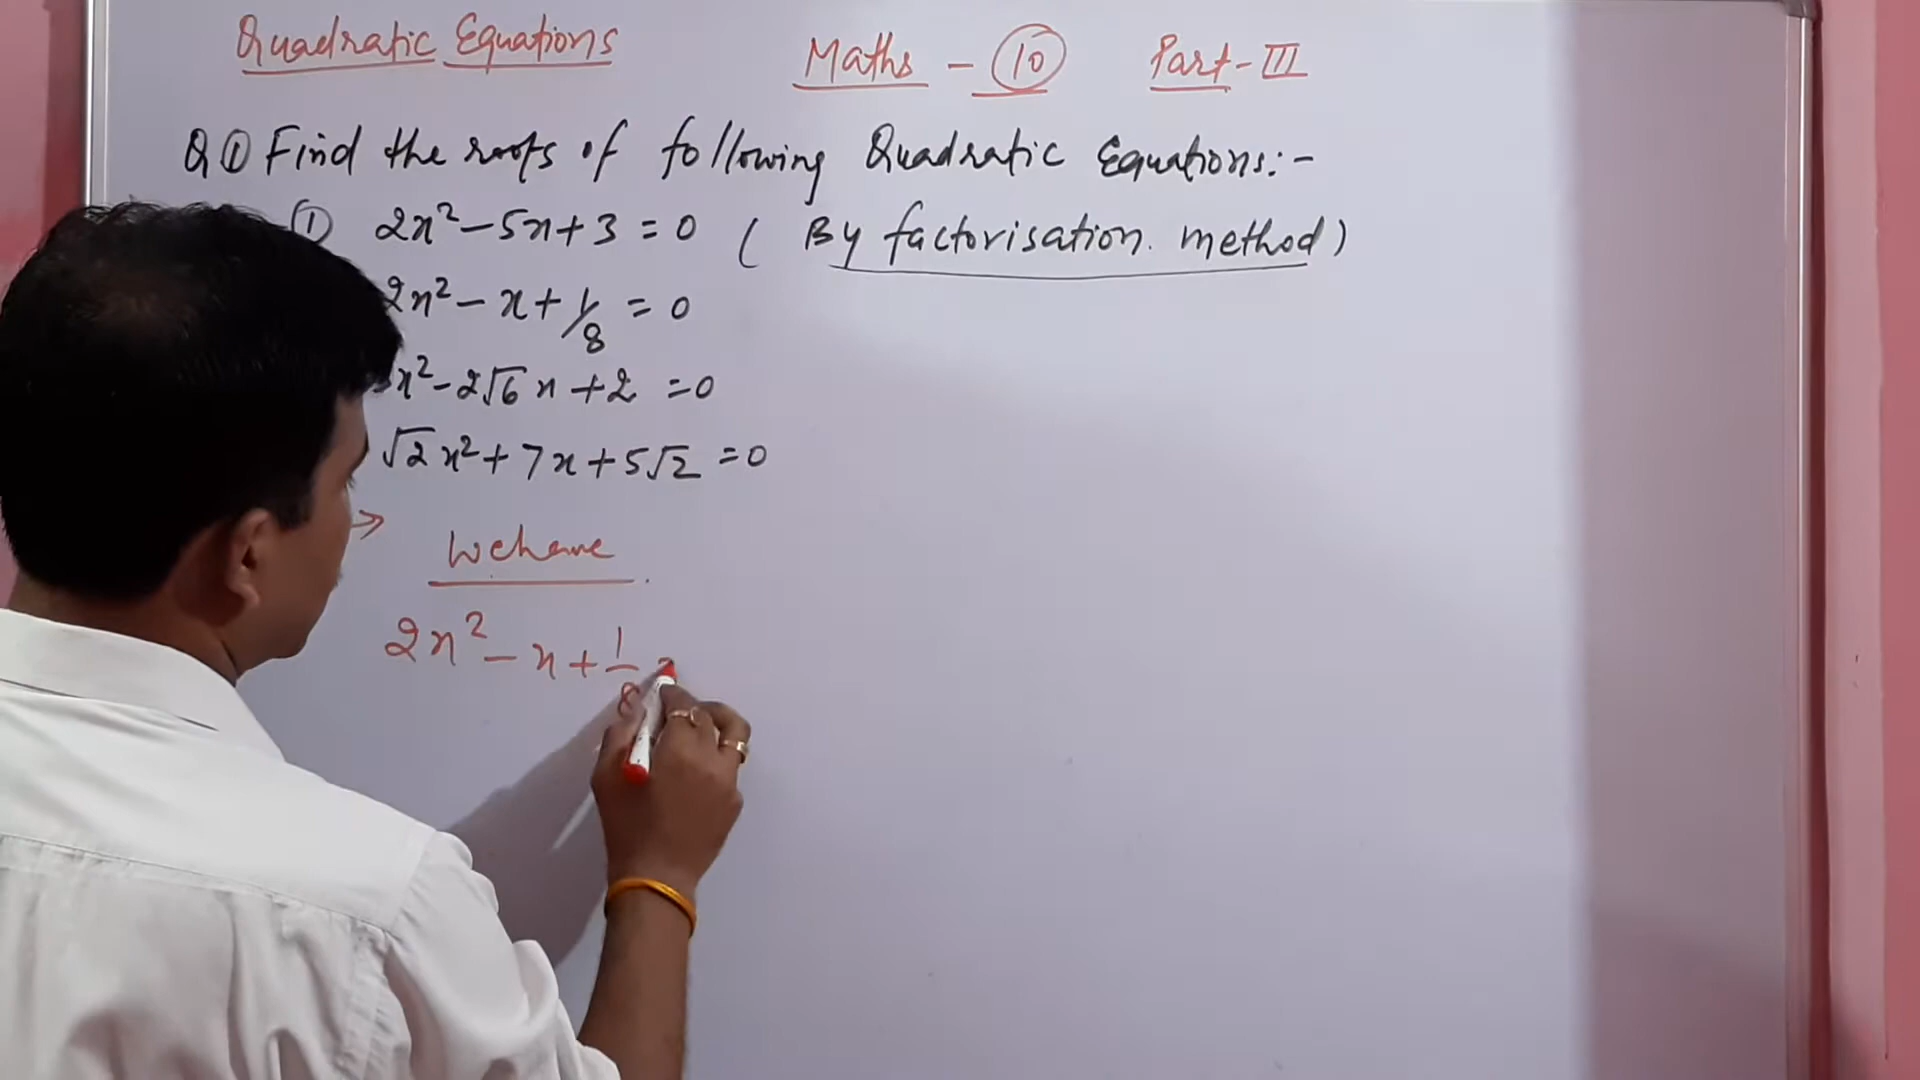 Quadratic Equations Maths - 10 Part - III
Q ① Find the roots of following Quadratic Equations:-
① 2x² - 5x + 3 = 0 ( By factorisation. method)
2x² - x + 1/8 = 0
x² - 2√6 x + 2 = 0
√2 x² + 7x + 5√2 = 0
→ We have
2x² - x + 1/8 =